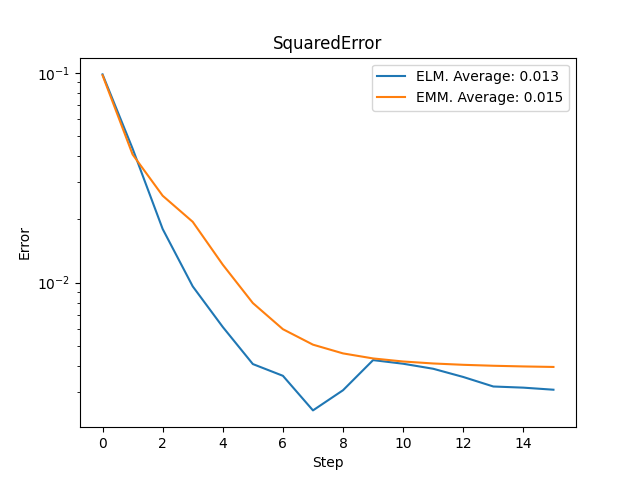 SquaredError
ELM. Average: 0.013
EMM. Average: 0.015
Error
10⁻¹
10⁻²
0 2 4 6 8 10 12 14
Step